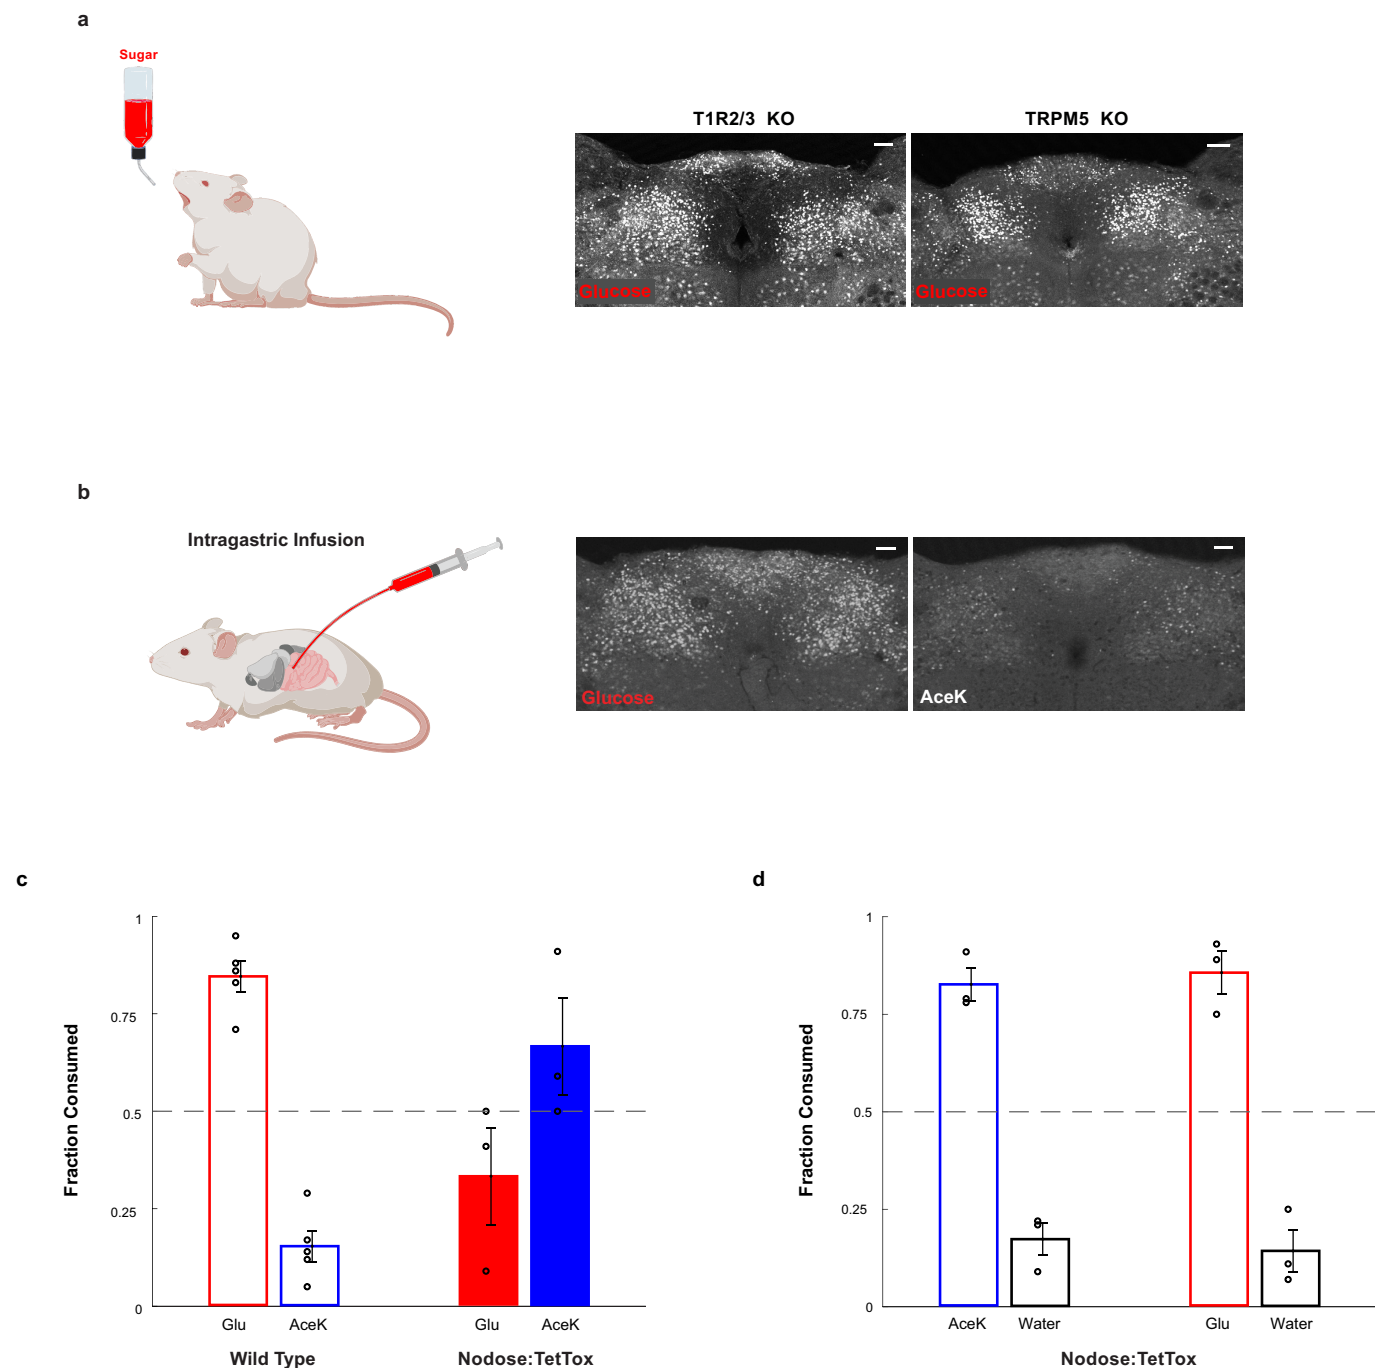 a
Sugar
T1R2/3 KO
TRPM5 KO
Glucose
Glucose
b
Intragastric Infusion
Glucose
AceK
c
Fraction Consumed
1
0.75
0.5
0.25
0
Glu
AceK
Glu
AceK
Wild Type
Nodose:TetTox
d
Fraction Consumed
1
0.75
0.5
0.25
0
AceK
Water
Glu
Water
Nodose:TetTox